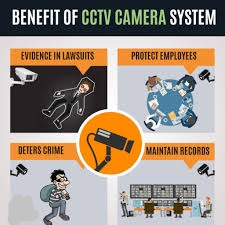 BENEFIT OF CCTV CAMERA SYSTEM
EVIDENCE IN LAWSUITS
PROTECT EMPLOYEES
DETERS CRIME
MAINTAIN RECORDS